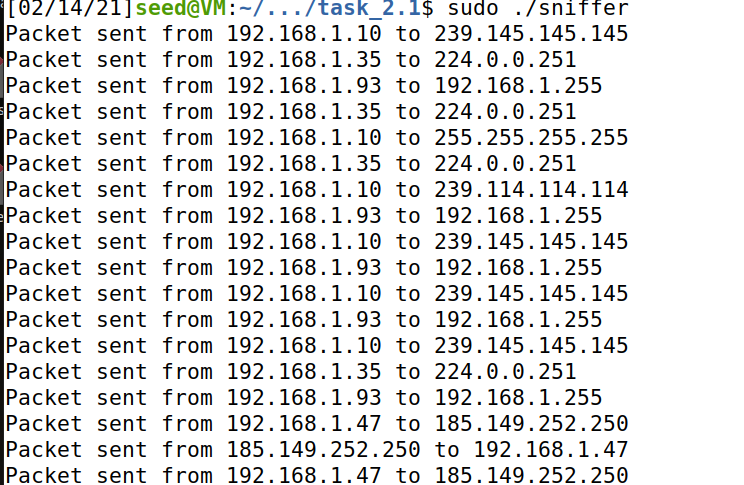 [02/14/21]seed@VM:~/.../task_2.1$ sudo ./sniffer
Packet sent from 192.168.1.10 to 239.145.145.145
Packet sent from 192.168.1.35 to 224.0.0.251
Packet sent from 192.168.1.93 to 192.168.1.255
Packet sent from 192.168.1.35 to 224.0.0.251
Packet sent from 192.168.1.10 to 255.255.255.255
Packet sent from 192.168.1.35 to 224.0.0.251
Packet sent from 192.168.1.10 to 239.114.114.114
Packet sent from 192.168.1.93 to 192.168.1.255
Packet sent from 192.168.1.10 to 239.145.145.145
Packet sent from 192.168.1.93 to 192.168.1.255
Packet sent from 192.168.1.10 to 239.145.145.145
Packet sent from 192.168.1.93 to 192.168.1.255
Packet sent from 192.168.1.10 to 239.145.145.145
Packet sent from 192.168.1.35 to 224.0.0.251
Packet sent from 192.168.1.93 to 192.168.1.255
Packet sent from 192.168.1.47 to 185.149.252.250
Packet sent from 185.149.252.250 to 192.168.1.47
Packet sent from 192.168.1.47 to 185.149.252.250